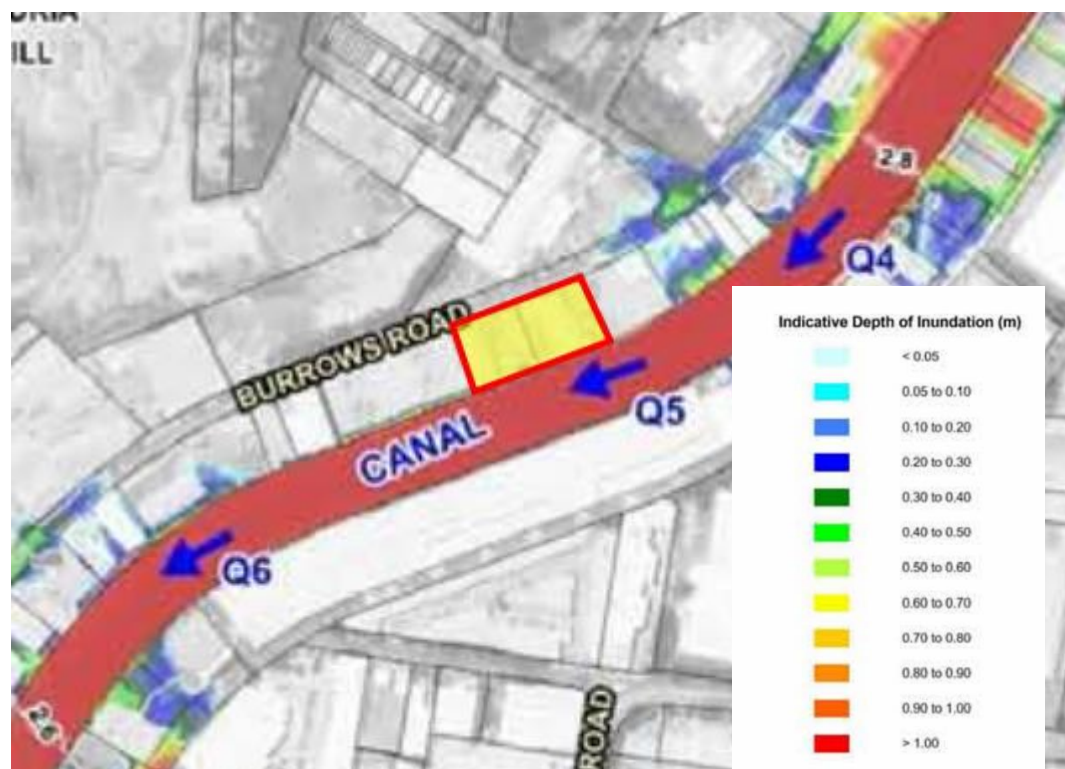 DRIA
ILL
2.8
Q4
BURROWS ROAD
Q5
CANAL
Q6
2.6
ROAD
Indicative Depth of Inundation (m)
< 0.05
0.05 to 0.10
0.10 to 0.20
0.20 to 0.30
0.30 to 0.40
0.40 to 0.50
0.50 to 0.60
0.60 to 0.70
0.70 to 0.80
0.80 to 0.90
0.90 to 1.00
> 1.00